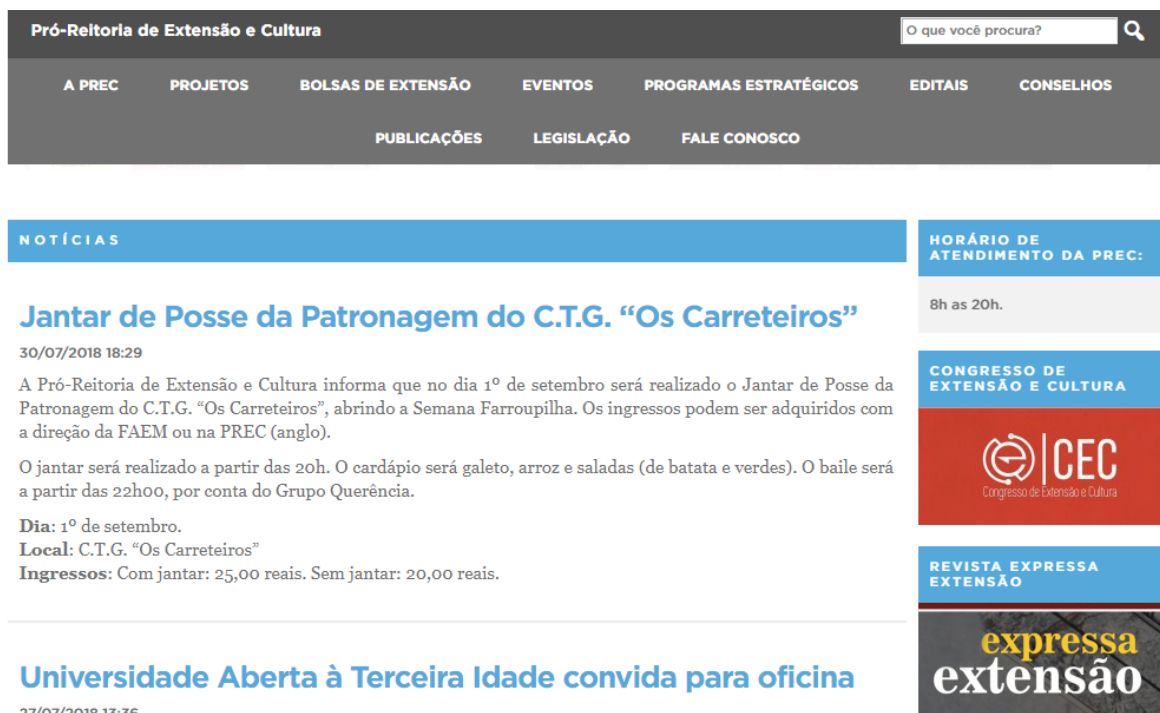 Pró-Reitoria de Extensão e Cultura
O que você procura?
A PREC PROJETOS BOLSAS DE EXTENSÃO EVENTOS PROGRAMAS ESTRATÉGICOS EDITAIS CONSELHOS
PUBLICAÇÕES LEGISLAÇÃO FALE CONOSCO
NOTÍCIAS
Jantar de Posse da Patronagem do C.T.G. “Os Carreteiros”
30/07/2018 18:29
A Pró-Reitoria de Extensão e Cultura informa que no dia 1º de setembro será realizado o Jantar de Posse da
Patronagem do C.T.G. “Os Carreteiros”, abrindo a Semana Farroupilha. Os ingressos podem ser adquiridos com
a direção da FAEM ou na PREC (anglo).
O jantar será realizado a partir das 20h. O cardápio será galeto, arroz e saladas (de batata e verdes). O baile será
a partir das 22h00, por conta do Grupo Querência.
Dia: 1º de setembro.
Local: C.T.G. “Os Carreteiros”
Ingressos: Com jantar: 25,00 reais. Sem jantar: 20,00 reais.
Universidade Aberta à Terceira Idade convida para oficina
27/07/2018 13:36
HORÁRIO DE
ATENDIMENTO DA PREC:
8h as 20h.
CONGRESSO DE
EXTENSÃO E CULTURA
CEC
Congresso de Extensão e Cultura
REVISTA EXPRESSA
EXTENSÃO
expressa
extensão